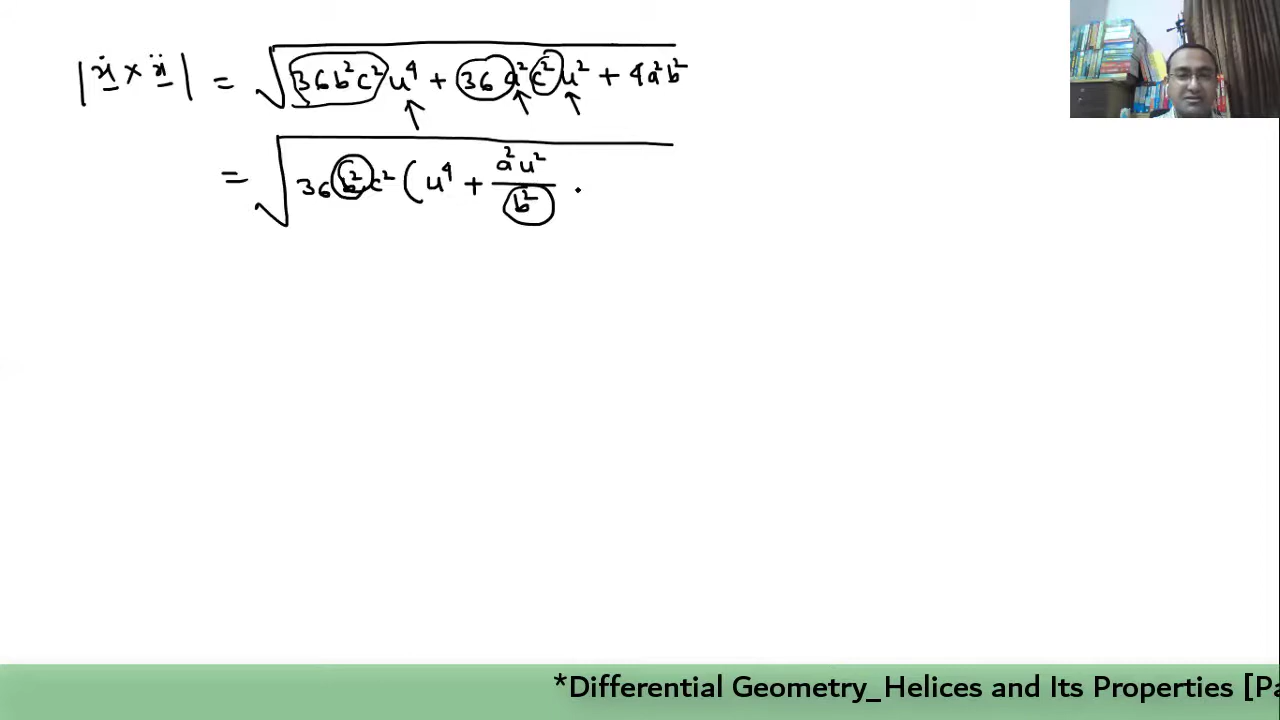 |ṙ × r̈| = √36b²c²u⁴ + 36a²c²u² + 4a²b²
= √36b²c² (u⁴ + a²u²/b² .
*Differential Geometry_Helices and Its Properties [Pa